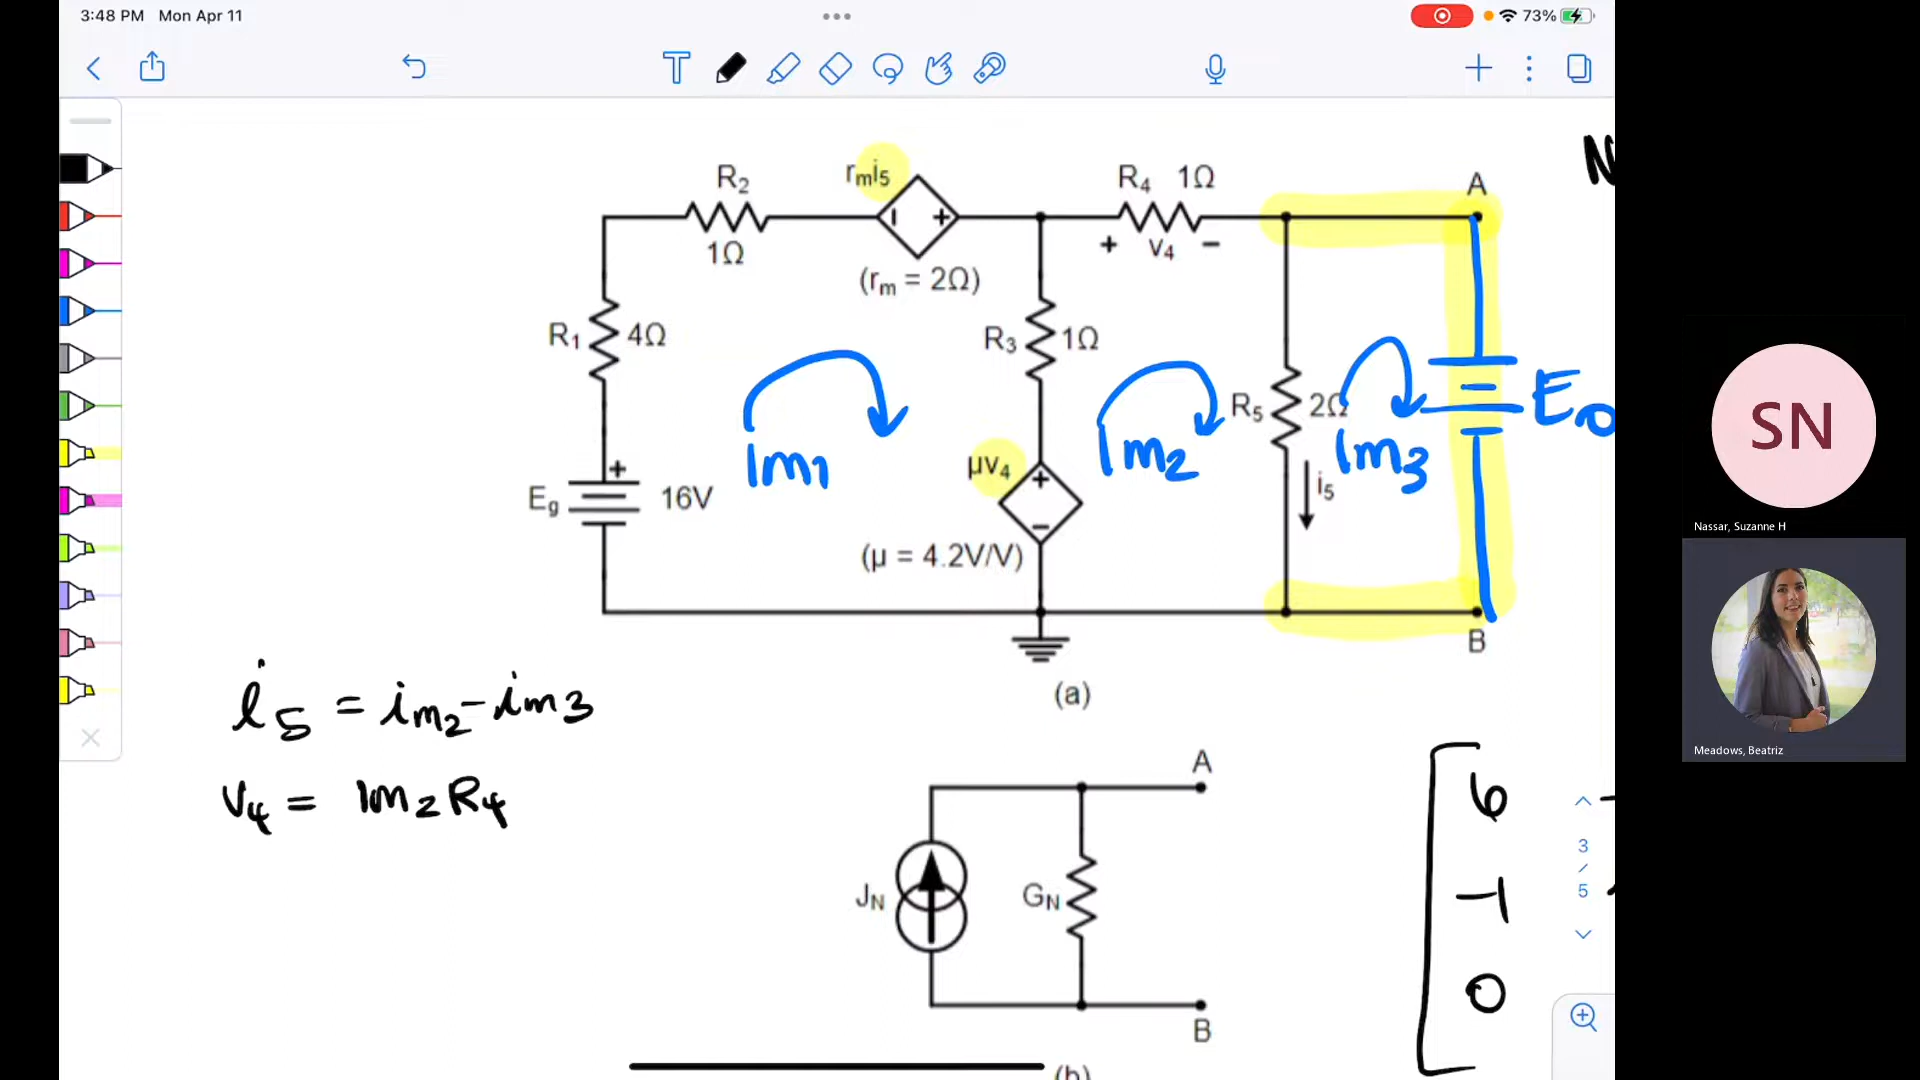 3:48 PM Mon Apr 11
73%
N
R2
1Ω
rmi5
(rm = 2Ω)
R4 1Ω
+ V4 −
A
R1 4Ω
R3 1Ω
R5 2Ω
Im1
Im2
Im3
E
Eg 16V
+
μv4
(μ = 4.2V/V)
i5
B
(a)
i5 = im2 - im3
V4 = Im2 R4
A
JN
GN
B
(b)
6
-1
0
3
/
5
SN
Nassar, Suzanne H
Meadows, Beatriz